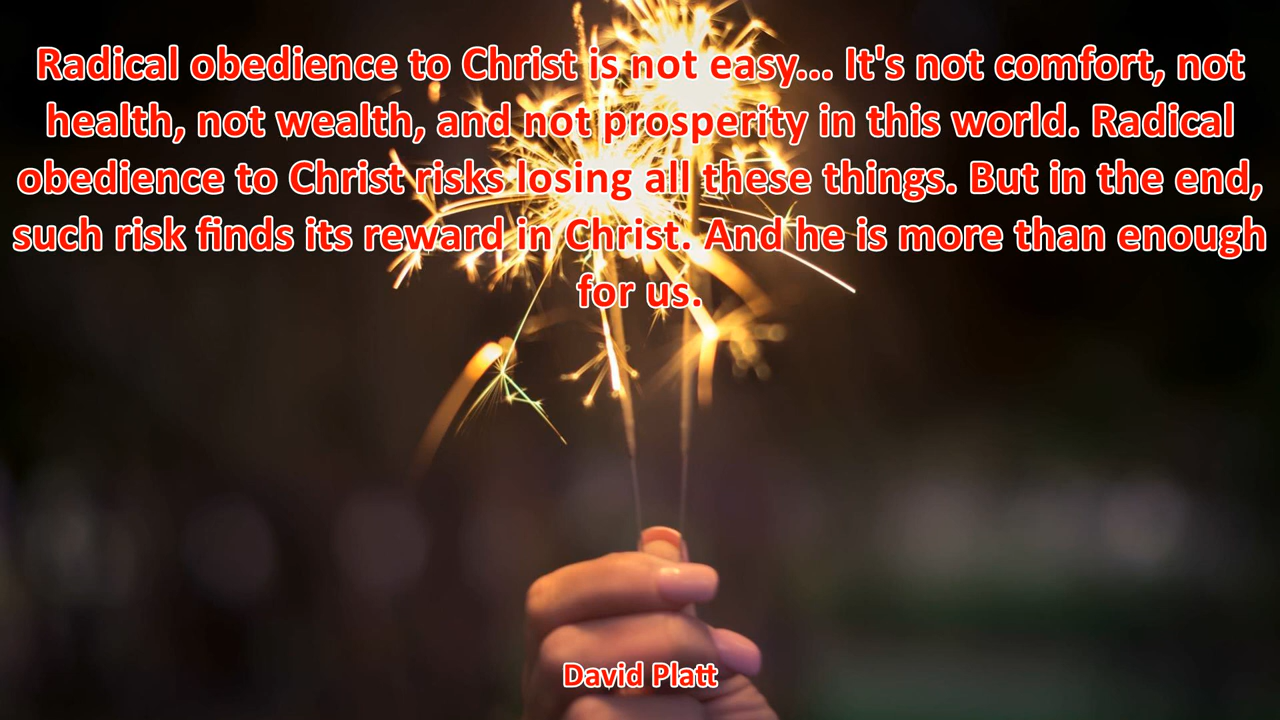 Radical obedience to Christ is not easy... It's not comfort, not
health, not wealth, and not prosperity in this world. Radical
obedience to Christ risks losing all these things. But in the end,
such risk finds its reward in Christ. And he is more than enough
for us.
David Platt